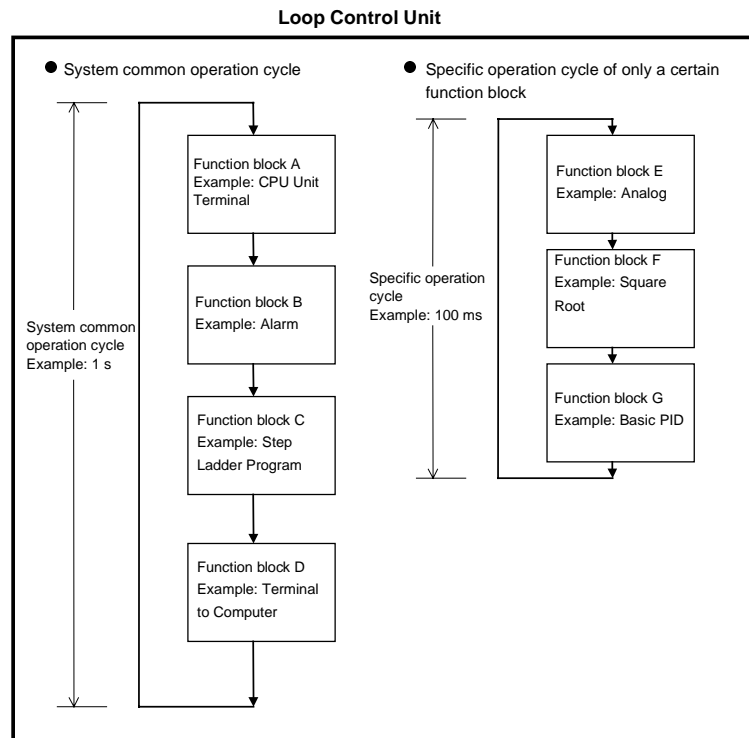 Loop Control Unit
● System common operation cycle
System common
operation cycle
Example: 1 s
Function block A
Example: CPU Unit
Terminal
Function block B
Example: Alarm
Function block C
Example: Step
Ladder Program
Function block D
Example: Terminal
to Computer
● Specific operation cycle of only a certain
function block
Specific operation
cycle
Example: 100 ms
Function block E
Example: Analog
Function block F
Example: Square
Root
Function block G
Example: Basic PID